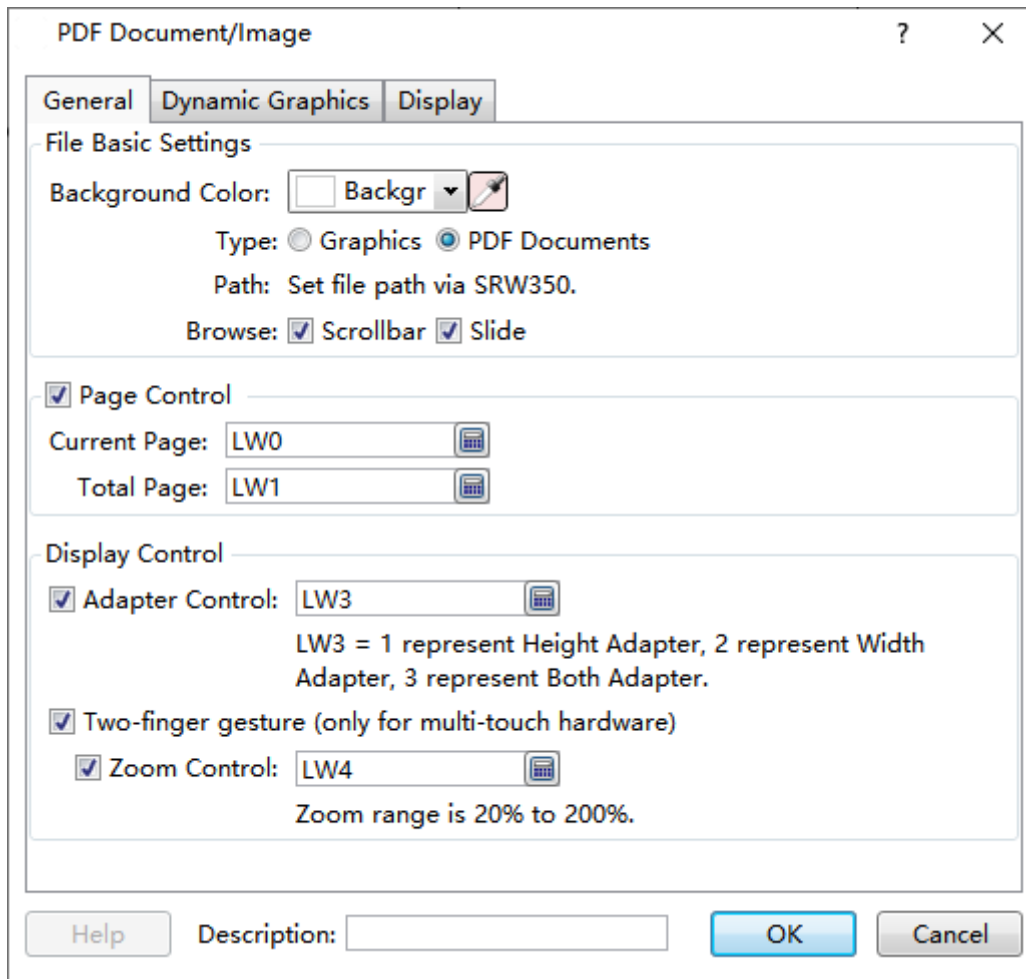 PDF Document/Image ?
General Dynamic Graphics Display
File Basic Settings
Background Color: Backgr
Type: Graphics PDF Documents
Path: Set file path via SRW350.
Browse: Scrollbar Slide
Page Control
Current Page: LW0
Total Page: LW1
Display Control
Adapter Control: LW3
LW3 = 1 represent Height Adapter, 2 represent Width
Adapter, 3 represent Both Adapter.
Two-finger gesture (only for multi-touch hardware)
Zoom Control: LW4
Zoom range is 20% to 200%.
Help Description: OK Cancel